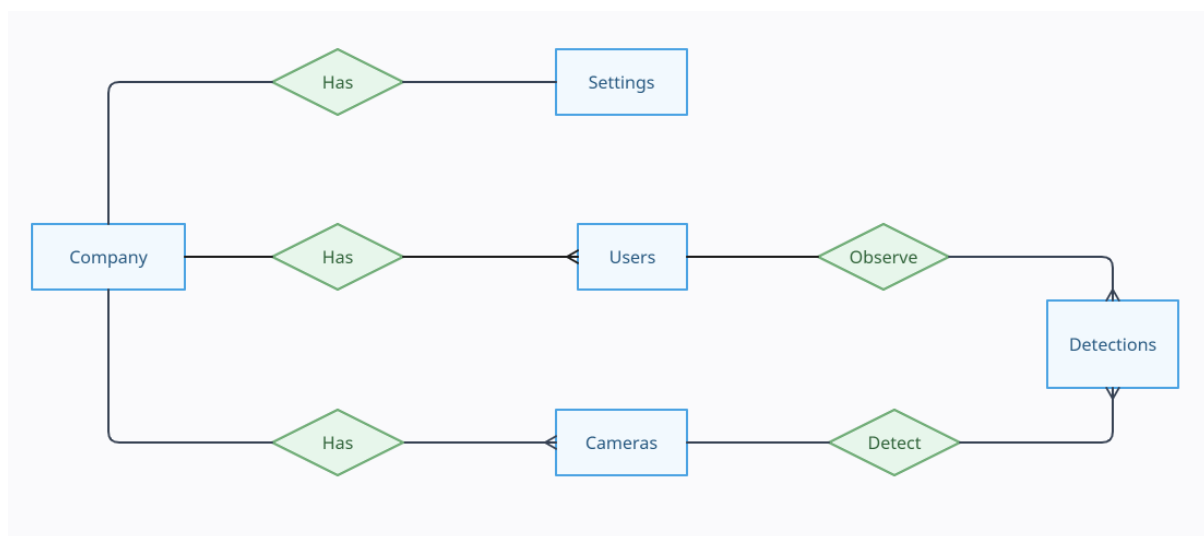 Has
Settings
Company
Has
Users
Observe
Detections
Has
Cameras
Detect